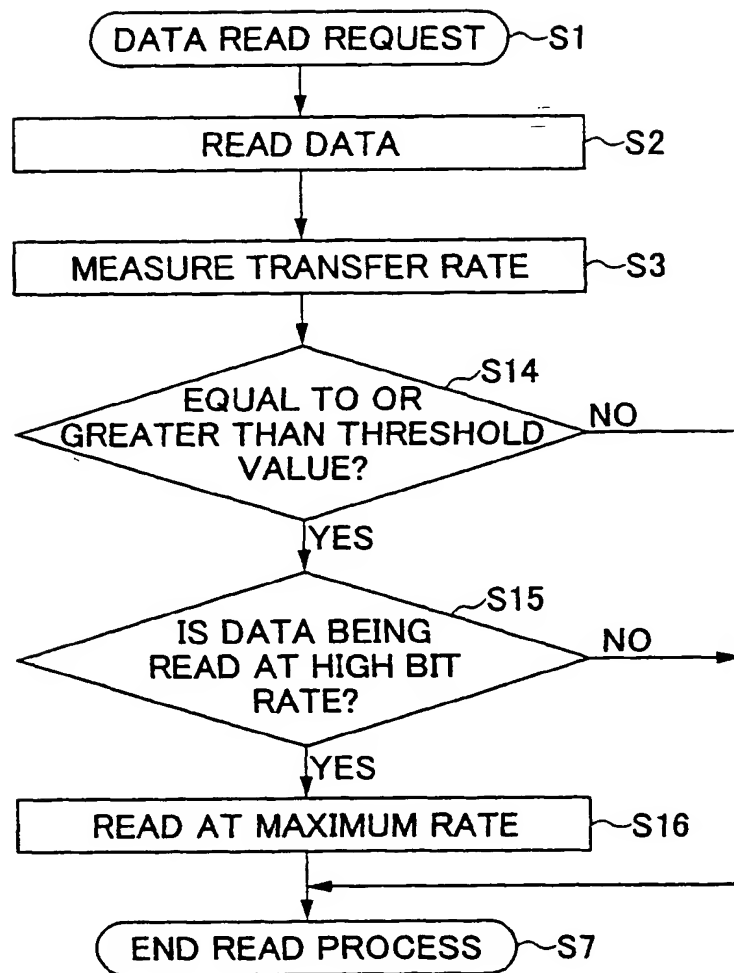 DATA READ REQUEST S1
READ DATA S2
MEASURE TRANSFER RATE S3
S14
EQUAL TO OR
GREATER THAN THRESHOLD
VALUE?
NO
YES
S15
IS DATA BEING
READ AT HIGH BIT
RATE?
NO
YES
READ AT MAXIMUM RATE S16
END READ PROCESS S7